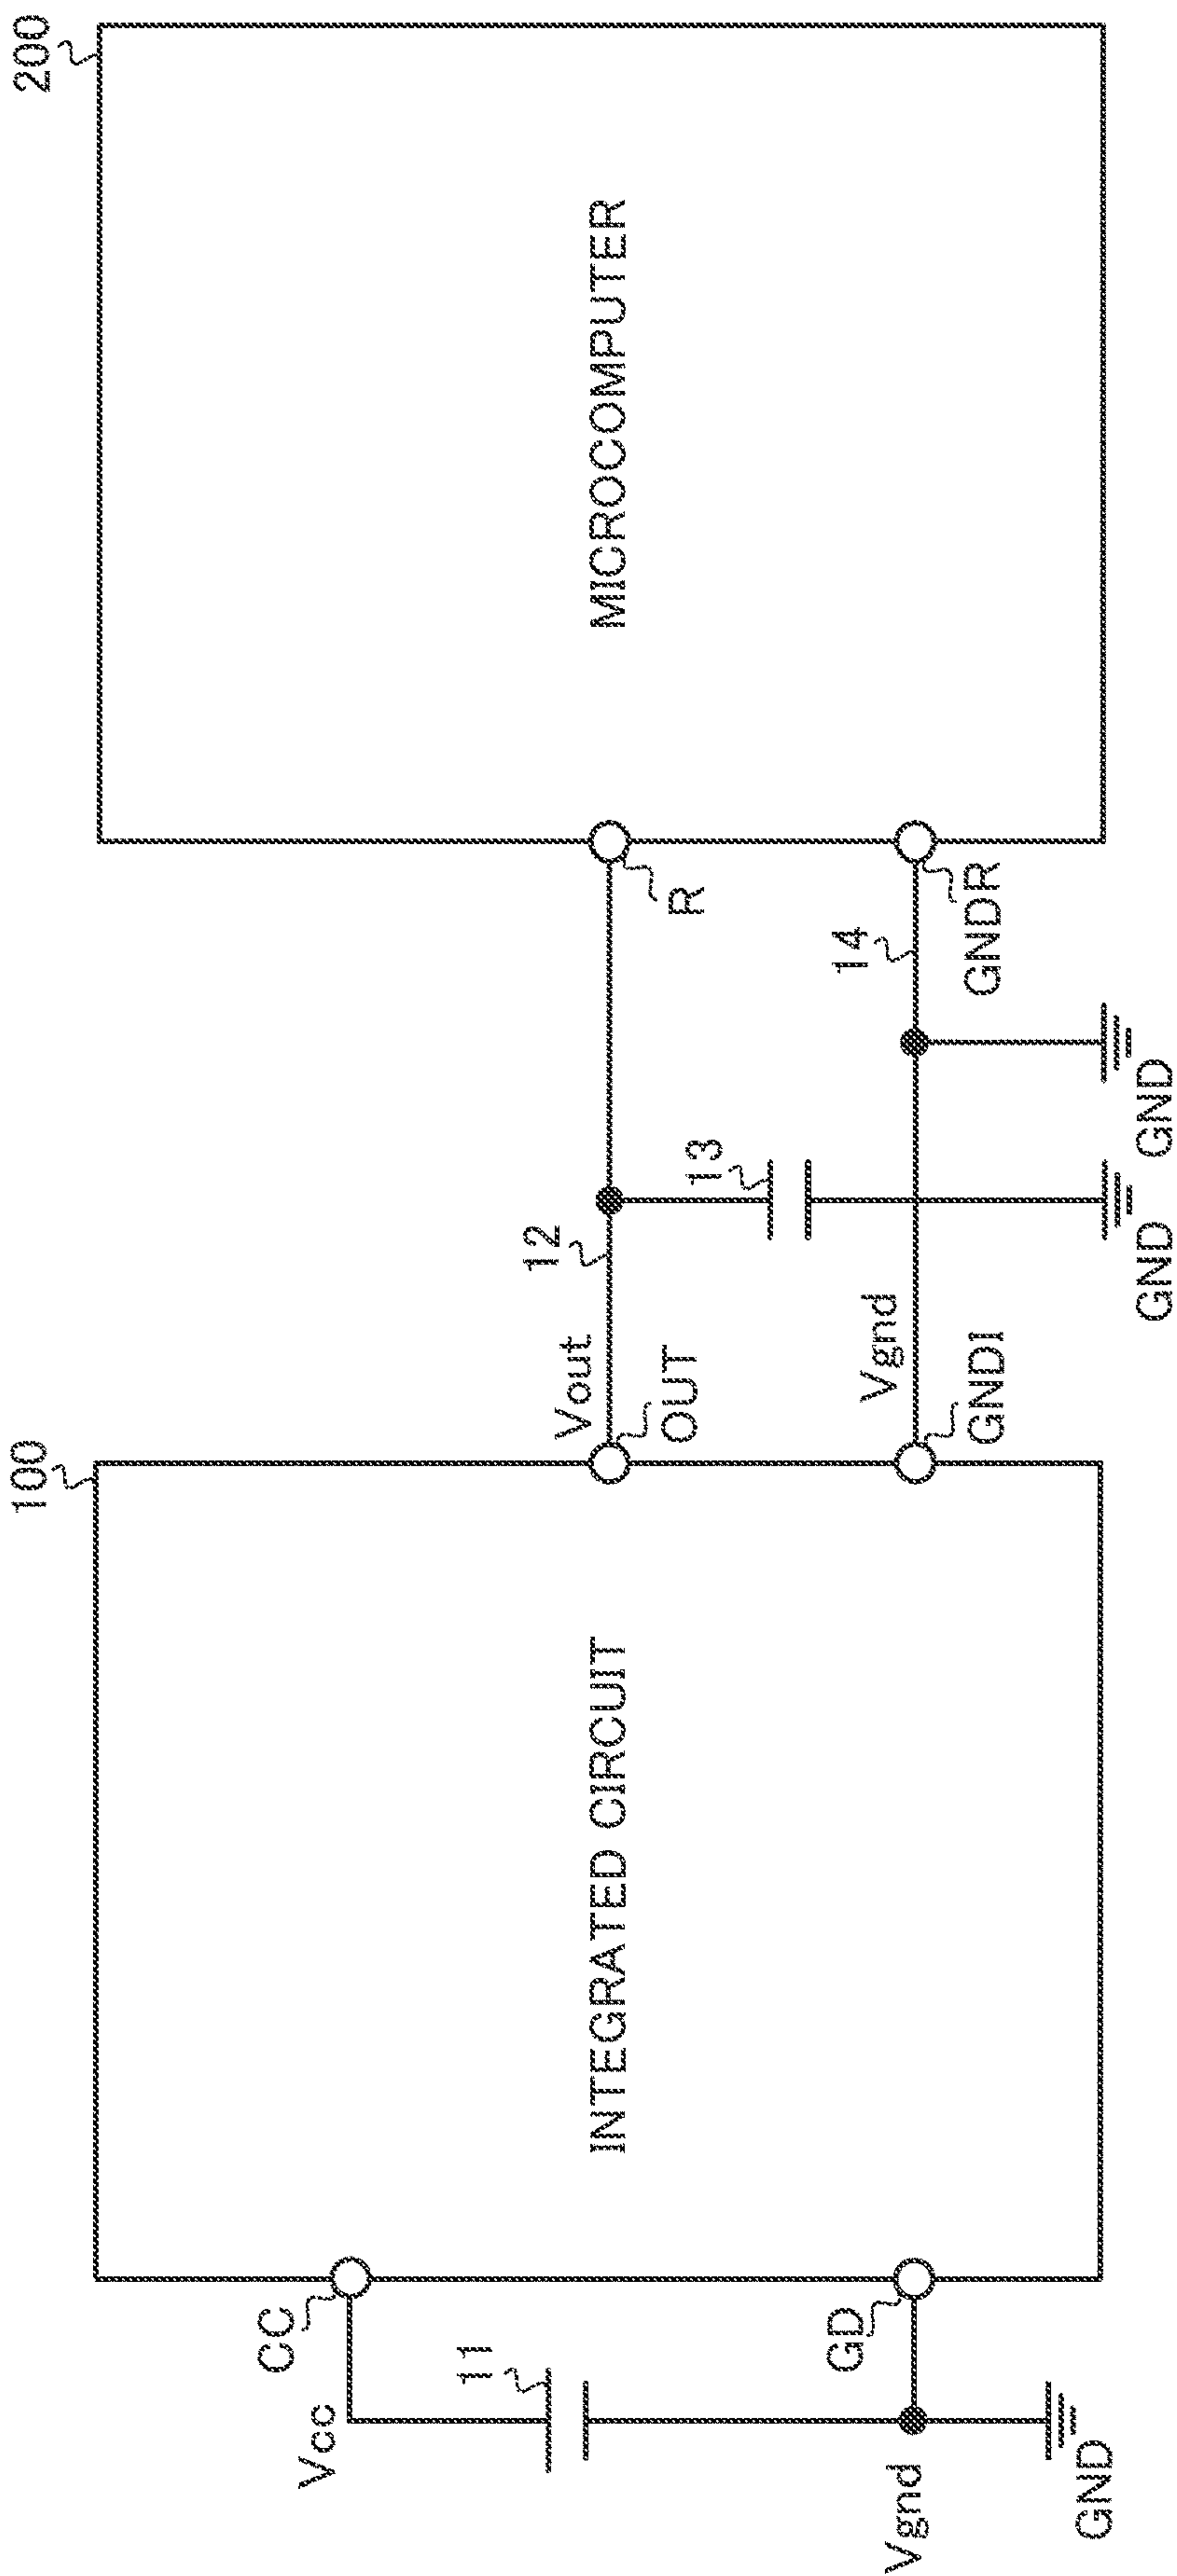 100
200
INTEGRATED CIRCUIT
MICROCOMPUTER
CC
Vcc
11
GD
Vgnd
GND
Vout
OUT
12
13
R
Vgnd
GNDI
14
GNDR
GND
GND